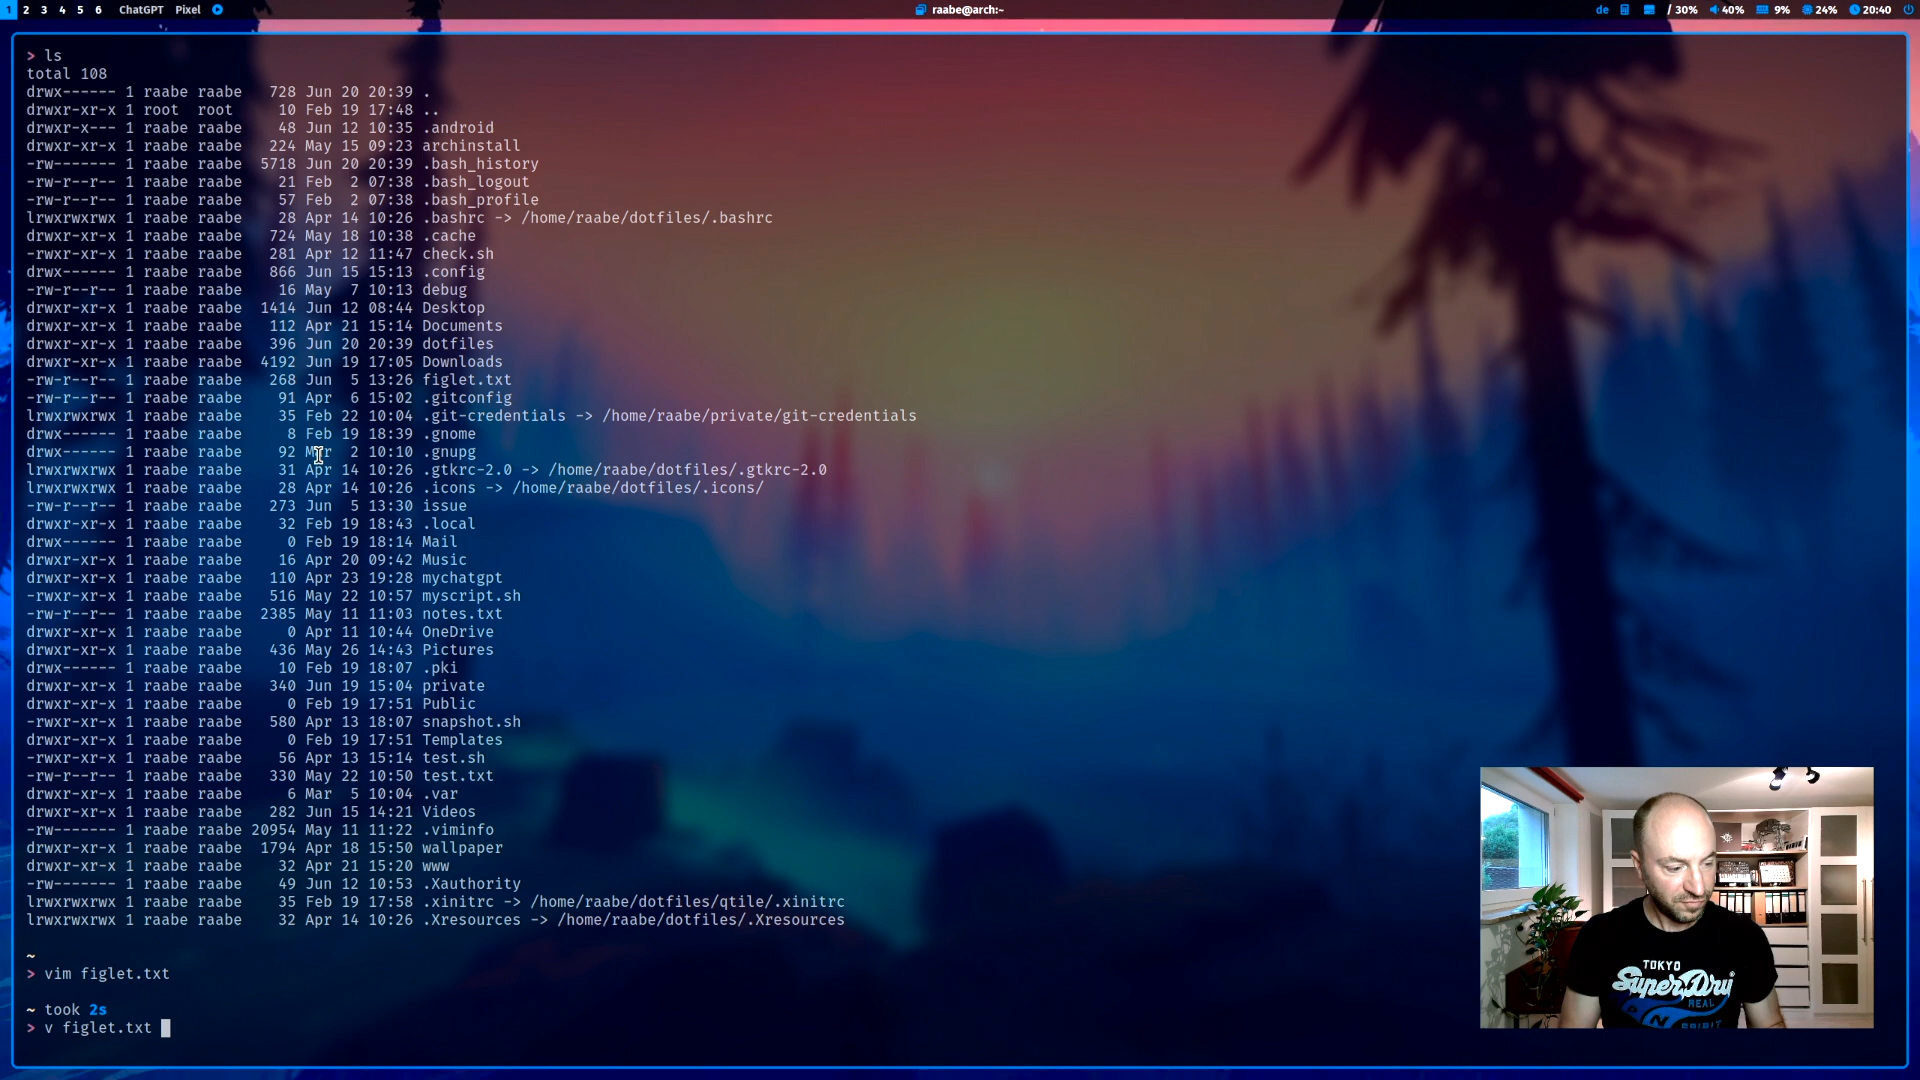 1 2 3 4 5 6 ChatGPT Pixel
raabe@arch:~
de / 30% 40% 9% 24% 20:40
> ls
total 108
drwx------ 1 raabe raabe   728 Jun 20 20:39 .
drwxr-xr-x 1 root  root     10 Feb 19 17:48 ..
drwxr-x--- 1 raabe raabe    48 Jun 12 10:35 .android
drwxr-xr-x 1 raabe raabe   224 May 15 09:23 archinstall
-rw------- 1 raabe raabe  5718 Jun 20 20:39 .bash_history
-rw-r--r-- 1 raabe raabe    21 Feb  2 07:38 .bash_logout
-rw-r--r-- 1 raabe raabe    57 Feb  2 07:38 .bash_profile
lrwxrwxrwx 1 raabe raabe    28 Apr 14 10:26 .bashrc -> /home/raabe/dotfiles/.bashrc
drwxr-xr-x 1 raabe raabe   724 May 18 10:38 .cache
-rwxr-xr-x 1 raabe raabe   281 Apr 12 11:47 check.sh
drwx------ 1 raabe raabe   866 Jun 15 15:13 .config
-rw-r--r-- 1 raabe raabe    16 May  7 10:13 debug
drwxr-xr-x 1 raabe raabe  1414 Jun 12 08:44 Desktop
drwxr-xr-x 1 raabe raabe   112 Apr 21 15:14 Documents
drwxr-xr-x 1 raabe raabe   396 Jun 20 20:39 dotfiles
drwxr-xr-x 1 raabe raabe  4192 Jun 19 17:05 Downloads
-rw-r--r-- 1 raabe raabe   268 Jun  5 13:26 figlet.txt
-rw-r--r-- 1 raabe raabe    91 Apr  6 15:02 .gitconfig
lrwxrwxrwx 1 raabe raabe    35 Feb 22 10:04 .git-credentials -> /home/raabe/private/git-credentials
drwx------ 1 raabe raabe     8 Feb 19 18:39 .gnome
drwx------ 1 raabe raabe    92 Mar  2 10:10 .gnupg
lrwxrwxrwx 1 raabe raabe    31 Apr 14 10:26 .gtkrc-2.0 -> /home/raabe/dotfiles/.gtkrc-2.0
lrwxrwxrwx 1 raabe raabe    28 Apr 14 10:26 .icons -> /home/raabe/dotfiles/.icons/
-rw-r--r-- 1 raabe raabe   273 Jun  5 13:30 issue
drwxr-xr-x 1 raabe raabe    32 Feb 19 18:43 .local
drwx------ 1 raabe raabe     0 Feb 19 18:14 Mail
drwxr-xr-x 1 raabe raabe    16 Apr 20 09:42 Music
drwxr-xr-x 1 raabe raabe   110 Apr 23 19:28 mychatgpt
-rwxr-xr-x 1 raabe raabe   516 May 22 10:57 myscript.sh
-rw-r--r-- 1 raabe raabe  2385 May 11 11:03 notes.txt
drwxr-xr-x 1 raabe raabe     0 Apr 11 10:44 OneDrive
drwxr-xr-x 1 raabe raabe   436 May 26 14:43 Pictures
drwx------ 1 raabe raabe    10 Feb 19 18:07 .pki
drwxr-xr-x 1 raabe raabe   340 Jun 19 15:04 private
drwxr-xr-x 1 raabe raabe     0 Feb 19 17:51 Public
-rwxr-xr-x 1 raabe raabe   580 Apr 13 18:07 snapshot.sh
drwxr-xr-x 1 raabe raabe     0 Feb 19 17:51 Templates
-rwxr-xr-x 1 raabe raabe    56 Apr 13 15:14 test.sh
-rw-r--r-- 1 raabe raabe   330 May 22 10:50 test.txt
drwxr-xr-x 1 raabe raabe     6 Mar  5 10:04 .var
drwxr-xr-x 1 raabe raabe   282 Jun 15 14:21 Videos
-rw------- 1 raabe raabe 20954 May 11 11:22 .viminfo
drwxr-xr-x 1 raabe raabe  1794 Apr 18 15:50 wallpaper
drwxr-xr-x 1 raabe raabe    32 Apr 21 15:20 www
-rw------- 1 raabe raabe    49 Jun 12 10:53 .Xauthority
lrwxrwxrwx 1 raabe raabe    35 Feb 19 17:58 .xinitrc -> /home/raabe/dotfiles/qtile/.xinitrc
lrwxrwxrwx 1 raabe raabe    32 Apr 14 10:26 .Xresources -> /home/raabe/dotfiles/.Xresources
~
> vim figlet.txt
~ took 2s
> v figlet.txt
TOKYO
SuperDry
REAL
SPIRIT